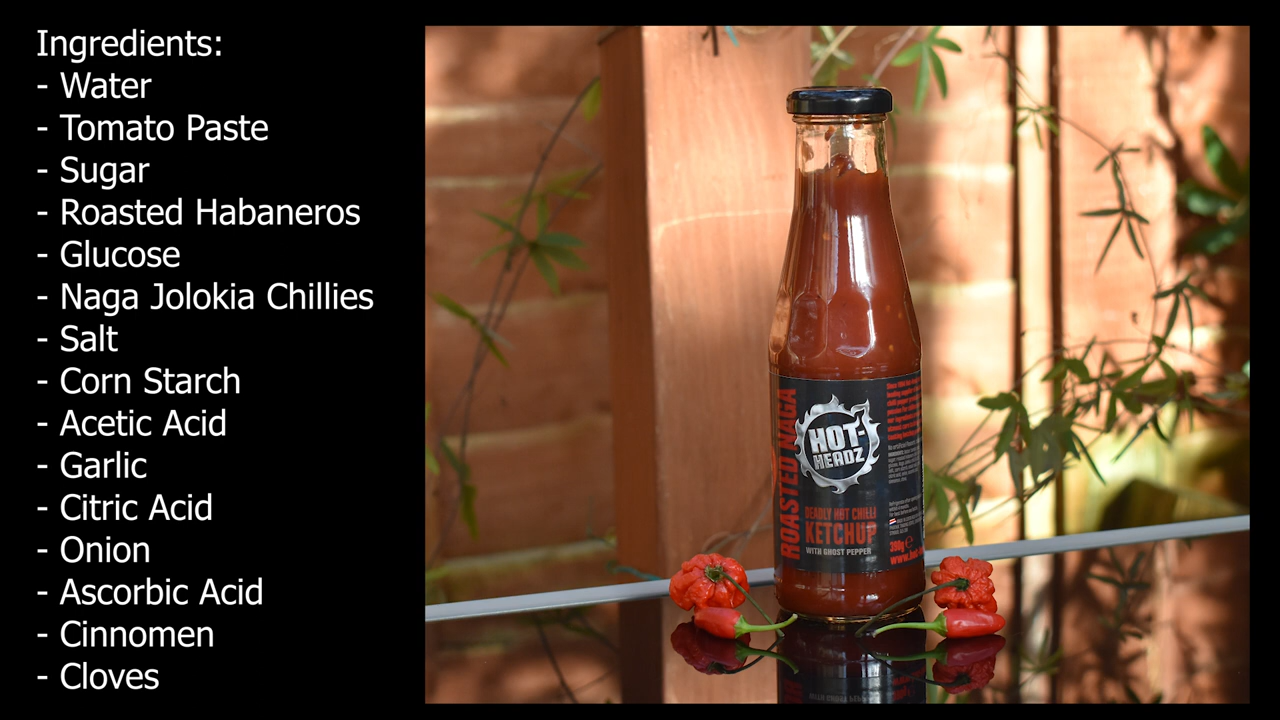 Ingredients:
- Water
- Tomato Paste
- Sugar
- Roasted Habaneros
- Glucose
- Naga Jolokia Chillies
- Salt
- Corn Starch
- Acetic Acid
- Garlic
- Citric Acid
- Onion
- Ascorbic Acid
- Cinnomen
- Cloves
ROASTED NAGA
HOT-
HEADZ
DEADLY HOT CHILLI
KETCHUP
WITH GHOST PEPPER
390g e